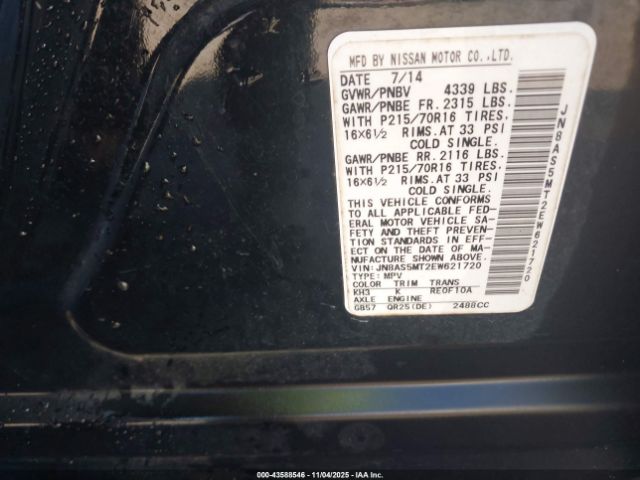 MFD BY NISSAN MOTOR CO.,LTD.
DATE 7/14
GVWR/PNBV 4339 LBS.
GAWR/PNBE FR. 2315 LBS.
WITH P215/70R16 TIRES.
16X6½ RIMS. AT 33 PSI
COLD SINGLE.
GAWR/PNBE RR. 2116 LBS.
WITH P215/70R16 TIRES.
16X6½ RIMS. AT 33 PSI
COLD SINGLE.
THIS VEHICLE CONFORMS
TO ALL APPLICABLE FED-
ERAL MOTOR VEHICLE SA-
FETY AND THEFT PREVEN-
TION STANDARDS IN EFF-
ECT ON THE DATE OF MA-
NUFACTURE SHOWN ABOVE.
VIN:JN8AS5MT2EW621720
TYPE:MPV
COLOR TRIM TRANS
KH3 K RE0F10A
AXLE ENGINE
GB57 QR25(DE) 2488CC
JN8AS5MT2EW621720
000-43588546 - 11/04/2025 - IAA, Inc.